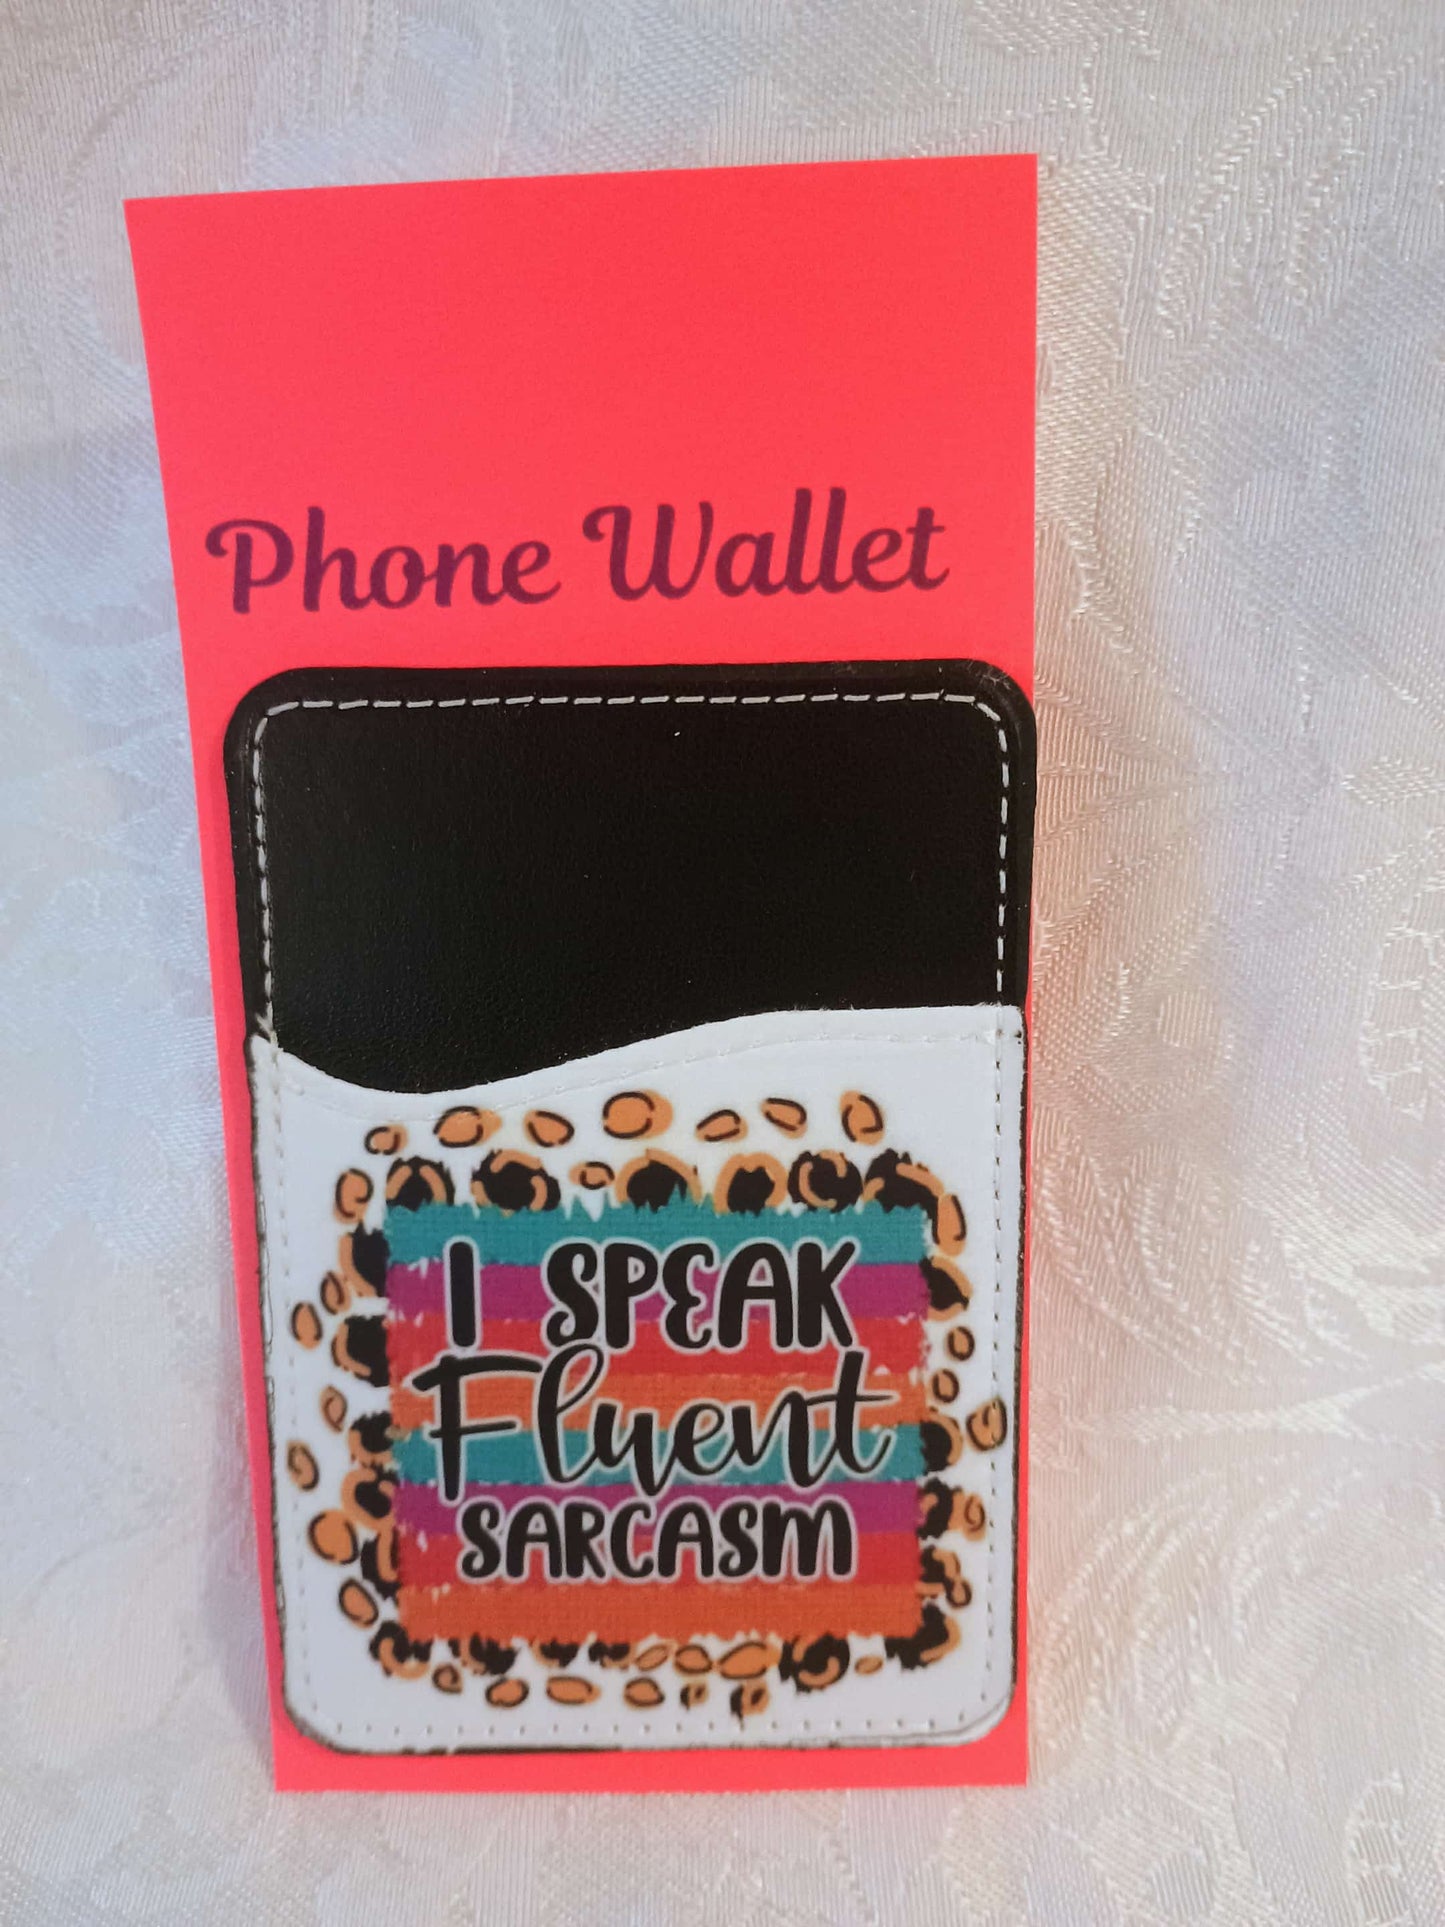 Phone Wallet
I SPEAK
Fluent
SARCASM